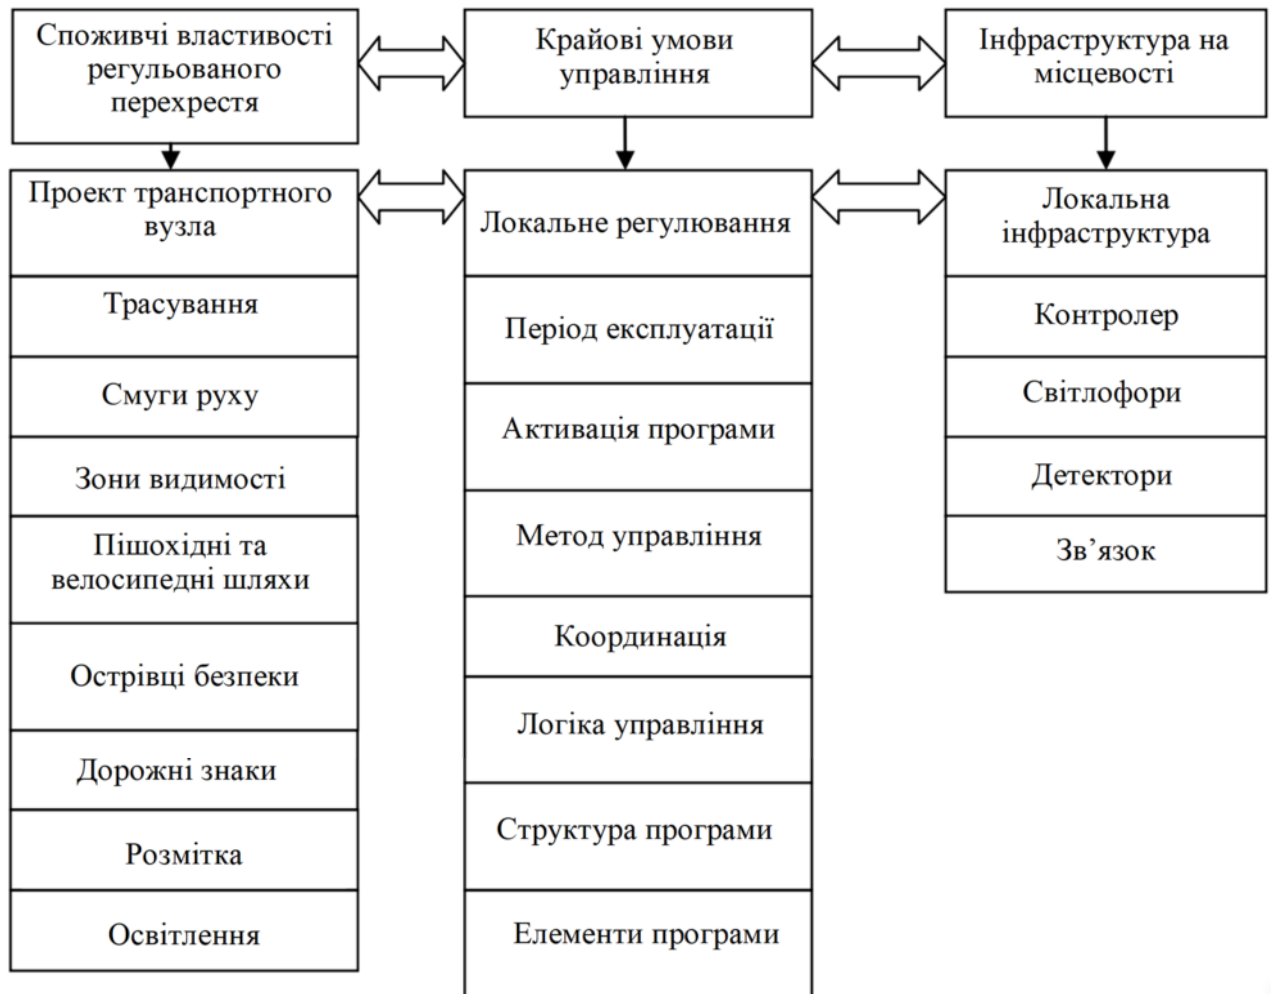 Споживчі властивості
регульованого
перехрестя
Крайові умови
управління
Інфраструктура на
місцевості
Проект транспортного
вузла
Локальне регулювання
Локальна
інфраструктура
Трасування
Смуги руху
Зони видимості
Пішохідні та
велосипедні шляхи
Острівці безпеки
Дорожні знаки
Розмітка
Освітлення
Період експлуатації
Активація програми
Метод управління
Координація
Логіка управління
Структура програми
Елементи програми
Контролер
Світлофори
Детектори
Зв’язок